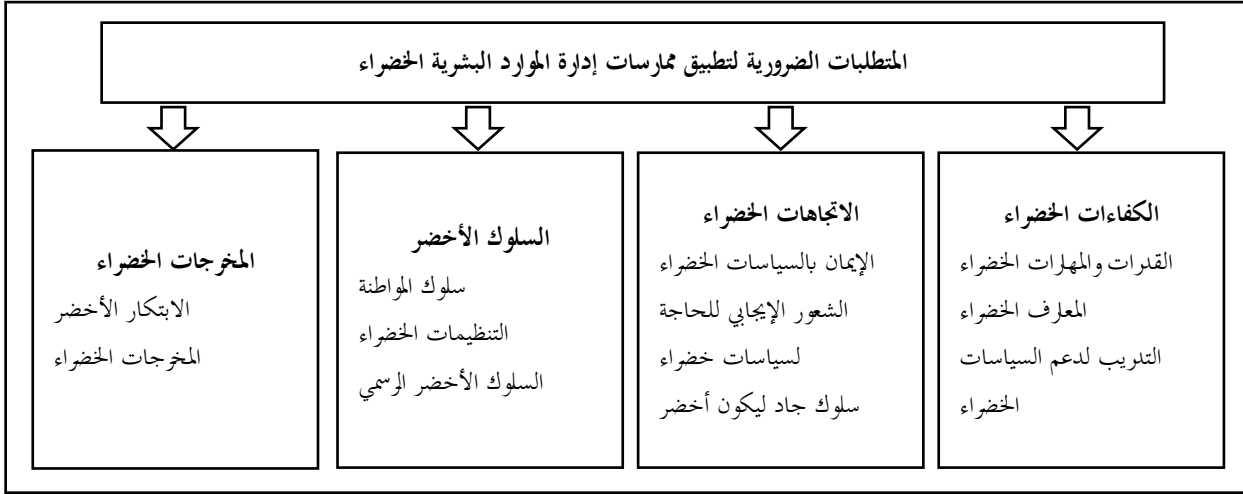 المتطلبات الضرورية لتطبيق ممارسات إدارة الموارد البشرية الخضراء
الكفاءات الخضراء
القدرات والمهارات الخضراء
المعارف الخضراء
التدريب لدعم السياسات
الخضراء
الاتجاهات الخضراء
الإيمان بالسياسات الخضراء
الشعور الإيجابي للحاجة
لسياسات خضراء
سلوك جاد ليكون أخضر
السلوك الأخضر
سلوك المواطنة
التنظيمات الخضراء
السلوك الأخضر الرسمي
المخرجات الخضراء
الابتكار الأخضر
المخرجات الخضراء